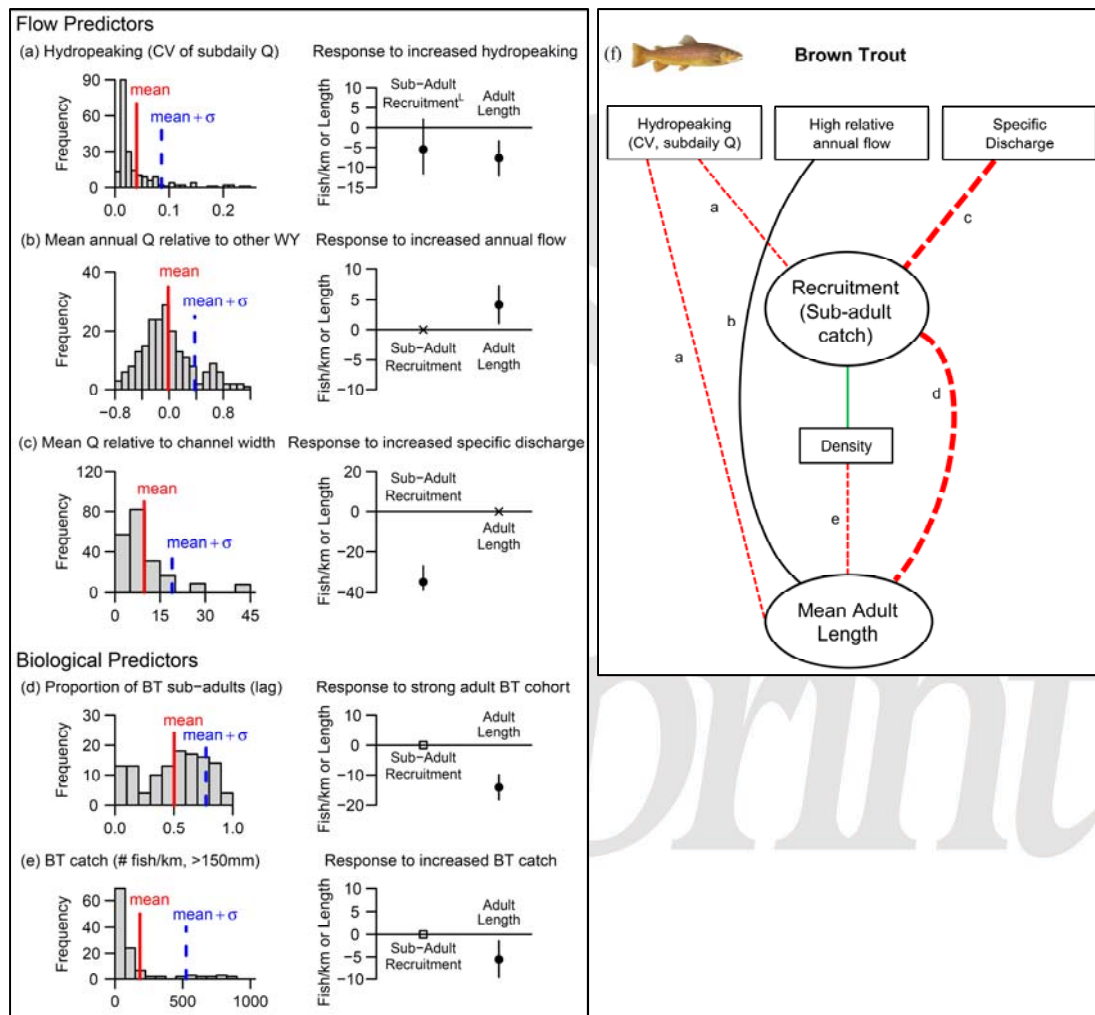 Flow Predictors
(a) Hydropeaking (CV of subdaily Q)
Response to increased hydropeaking
Frequency
90
60
30
0
mean
mean + σ
0.0 0.1 0.2
Fish/km or Length
10
5
0
−5
−10
−15
Sub−Adult
Recruitment^L
Adult
Length
(b) Mean annual Q relative to other WY
Response to increased annual flow
Frequency
40
20
0
mean
mean + σ
−0.8 0.0 0.8
Fish/km or Length
10
5
0
−5
−10
Sub−Adult
Recruitment
Adult
Length
(c) Mean Q relative to channel width
Response to increased specific discharge
Frequency
120
80
40
0
mean
mean + σ
0 15 30 45
Fish/km or Length
20
0
−20
−40
Sub−Adult
Recruitment
Adult
Length
Biological Predictors
(d) Proportion of BT sub−adults (lag)
Response to strong adult BT cohort
Frequency
30
20
10
0
mean
mean + σ
0.0 0.5 1.0
Fish/km or Length
10
0
−10
−20
Adult
Length
Sub−Adult
Recruitment
(e) BT catch (# fish/km, >150mm)
Response to increased BT catch
Frequency
60
40
20
0
mean
mean + σ
0 500 1000
Fish/km or Length
10
5
0
−5
−10
Adult
Length
Sub−Adult
Recruitment
(f)
Brown Trout
Hydropeaking
(CV, subdaily Q)
High relative
annual flow
Specific
Discharge
a
c
Recruitment
(Sub-adult
catch)
b
a
d
Density
e
Mean Adult
Length
print